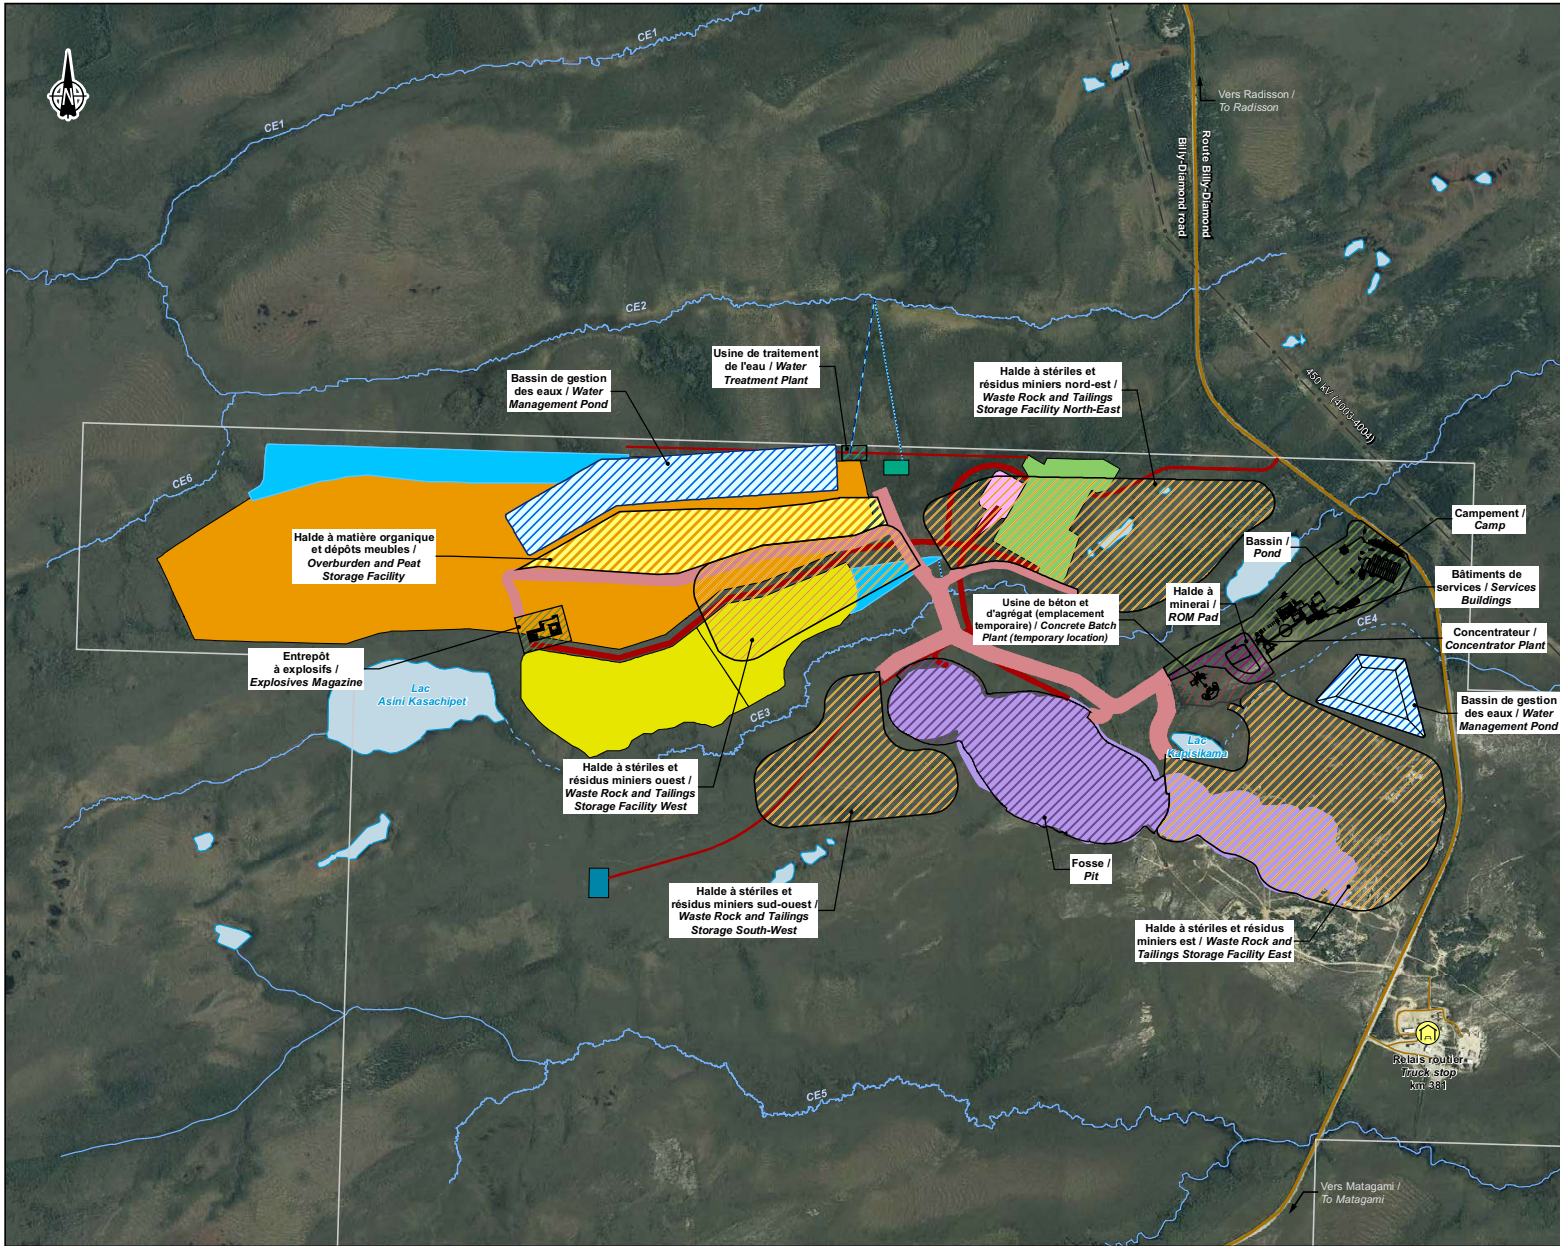 N
CE1
CE1
Vers Radisson /
To Radisson
Route Billy-Diamond
Billy-Diamond road
CE2
450 kV (4003-4004)
Usine de traitement
de l'eau / Water
Treatment Plant
Bassin de gestion
des eaux / Water
Management Pond
Halde à stériles et
résidus miniers nord-est /
Waste Rock and Tailings
Storage Facility North-East
CE6
Campement /
Camp
Bassin /
Pond
Halde à matière organique
et dépôts meubles /
Overburden and Peat
Storage Facility
Bâtiments de
services / Services
Buildings
Halde à
minerai /
ROM Pad
Usine de béton et
d'agrégat (emplacement
temporaire) / Concrete Batch
Plant (temporary location)
CE4
Concentrateur /
Concentrator Plant
Entrepôt
à explosifs /
Explosives Magazine
Lac
Asini Kasachipet
Bassin de gestion
des eaux / Water
Management Pond
CE3
Lac
Kapisikama
Halde à stériles et
résidus miniers ouest /
Waste Rock and Tailings
Storage Facility West
Fosse /
Pit
Halde à stériles et
résidus miniers sud-ouest /
Waste Rock and Tailings
Storage South-West
Halde à stériles et résidus
miniers est / Waste Rock and
Tailings Storage Facility East
Relais routier
Truck stop
km 381
CE5
Vers Matagami /
To Matagami